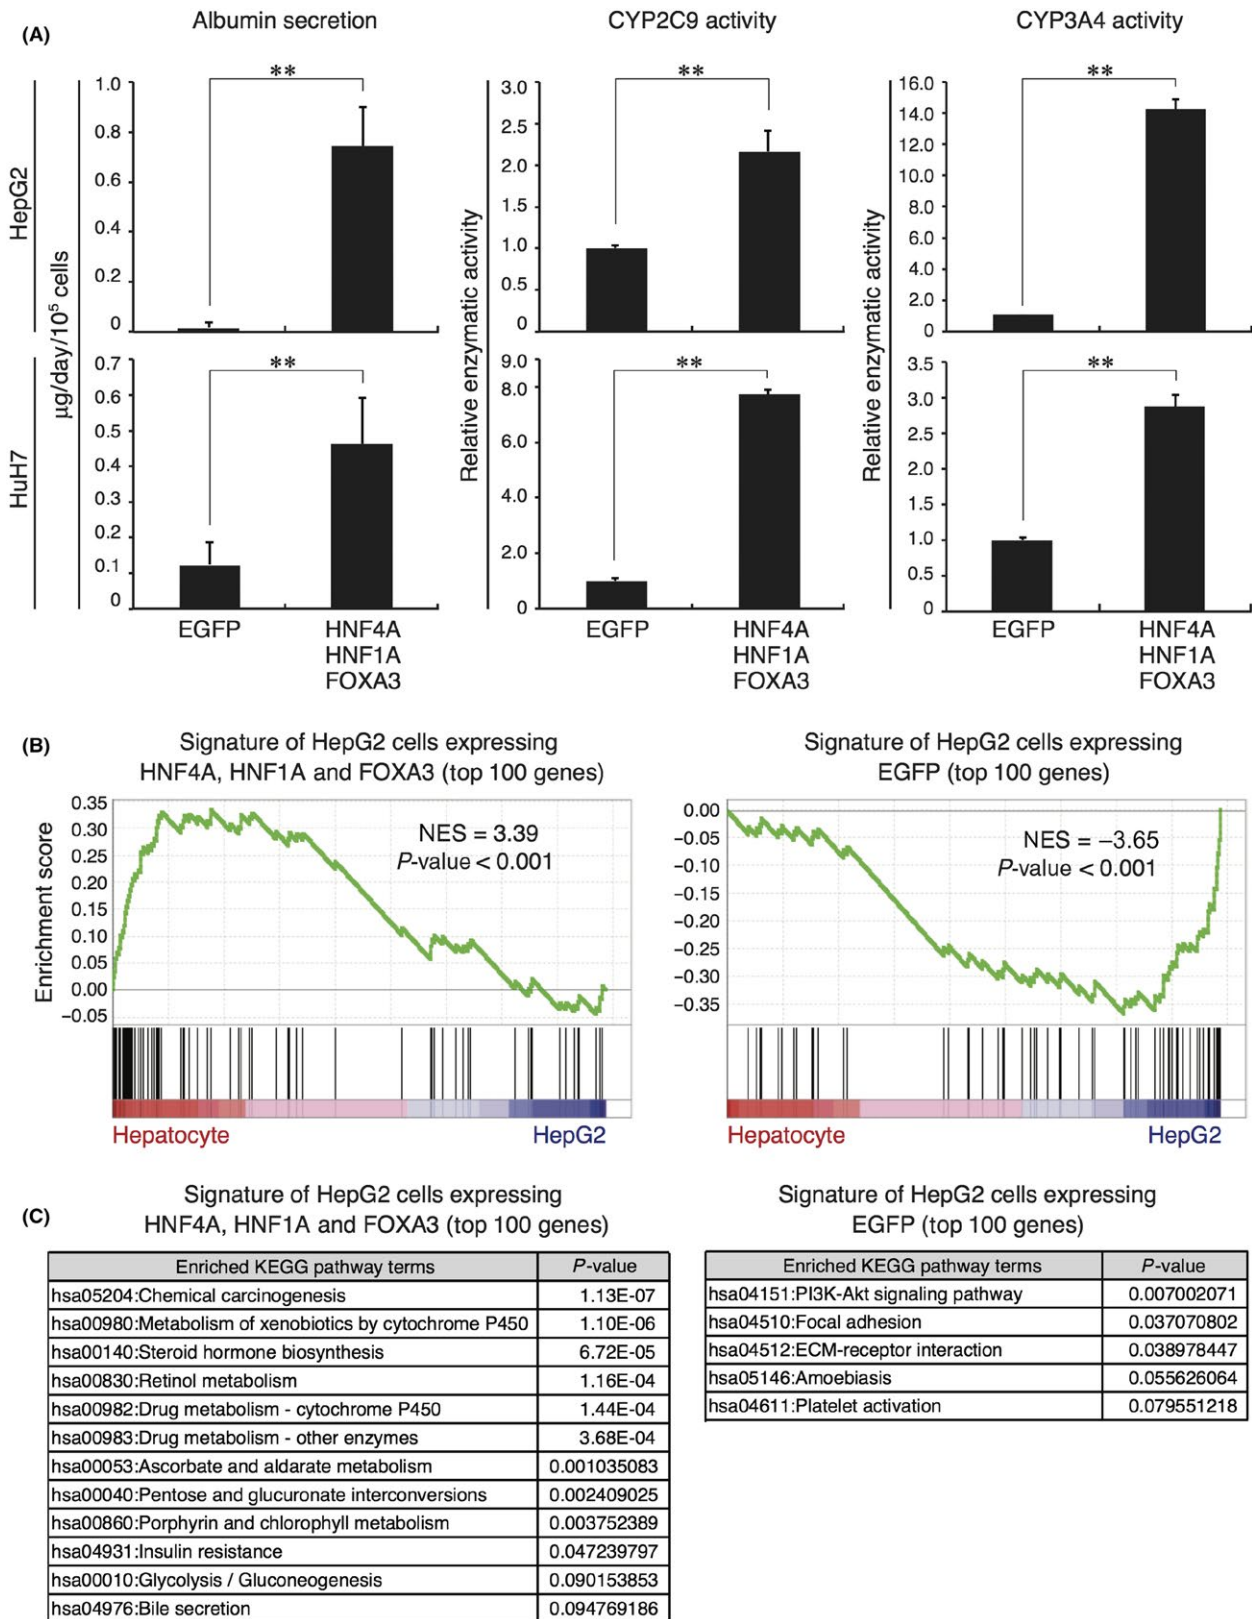 (A)
Albumin secretion
CYP2C9 activity
CYP3A4 activity
HepG2
HuH7
µg/day/10⁵ cells
1.0
0.8
0.6
0.4
0.2
0
**
Relative enzymatic activity
3.0
2.5
2.0
1.5
1.0
0.5
0
**
Relative enzymatic activity
16.0
14.0
12.0
10.0
8.0
6.0
4.0
2.0
0
**
0.7
0.6
0.5
0.4
0.3
0.2
0.1
0
**
9.0
8.0
6.0
4.0
2.0
0
**
3.5
3.0
2.5
2.0
1.5
1.0
0.5
0
**
EGFP
HNF4A
HNF1A
FOXA3
EGFP
HNF4A
HNF1A
FOXA3
EGFP
HNF4A
HNF1A
FOXA3
(B)
Signature of HepG2 cells expressing
HNF4A, HNF1A and FOXA3 (top 100 genes)
Enrichment score
0.35
0.30
0.25
0.20
0.15
0.10
0.05
0.00
−0.05
NES = 3.39
P-value < 0.001
Hepatocyte
HepG2
Signature of HepG2 cells expressing
EGFP (top 100 genes)
0.00
−0.05
−0.10
−0.15
−0.20
−0.25
−0.30
−0.35
NES = −3.65
P-value < 0.001
Hepatocyte
HepG2
(C)
Signature of HepG2 cells expressing
HNF4A, HNF1A and FOXA3 (top 100 genes)
Enriched KEGG pathway terms P-value
hsa05204:Chemical carcinogenesis 1.13E-07
hsa00980:Metabolism of xenobiotics by cytochrome P450 1.10E-06
hsa00140:Steroid hormone biosynthesis 6.72E-05
hsa00830:Retinol metabolism 1.16E-04
hsa00982:Drug metabolism - cytochrome P450 1.44E-04
hsa00983:Drug metabolism - other enzymes 3.68E-04
hsa00053:Ascorbate and aldarate metabolism 0.001035083
hsa00040:Pentose and glucuronate interconversions 0.002409025
hsa00860:Porphyrin and chlorophyll metabolism 0.003752389
hsa04931:Insulin resistance 0.047239797
hsa00010:Glycolysis / Gluconeogenesis 0.090153853
hsa04976:Bile secretion 0.094769186
Signature of HepG2 cells expressing
EGFP (top 100 genes)
Enriched KEGG pathway terms P-value
hsa04151:PI3K-Akt signaling pathway 0.007002071
hsa04510:Focal adhesion 0.037070802
hsa04512:ECM-receptor interaction 0.038978447
hsa05146:Amoebiasis 0.055626064
hsa04611:Platelet activation 0.079551218